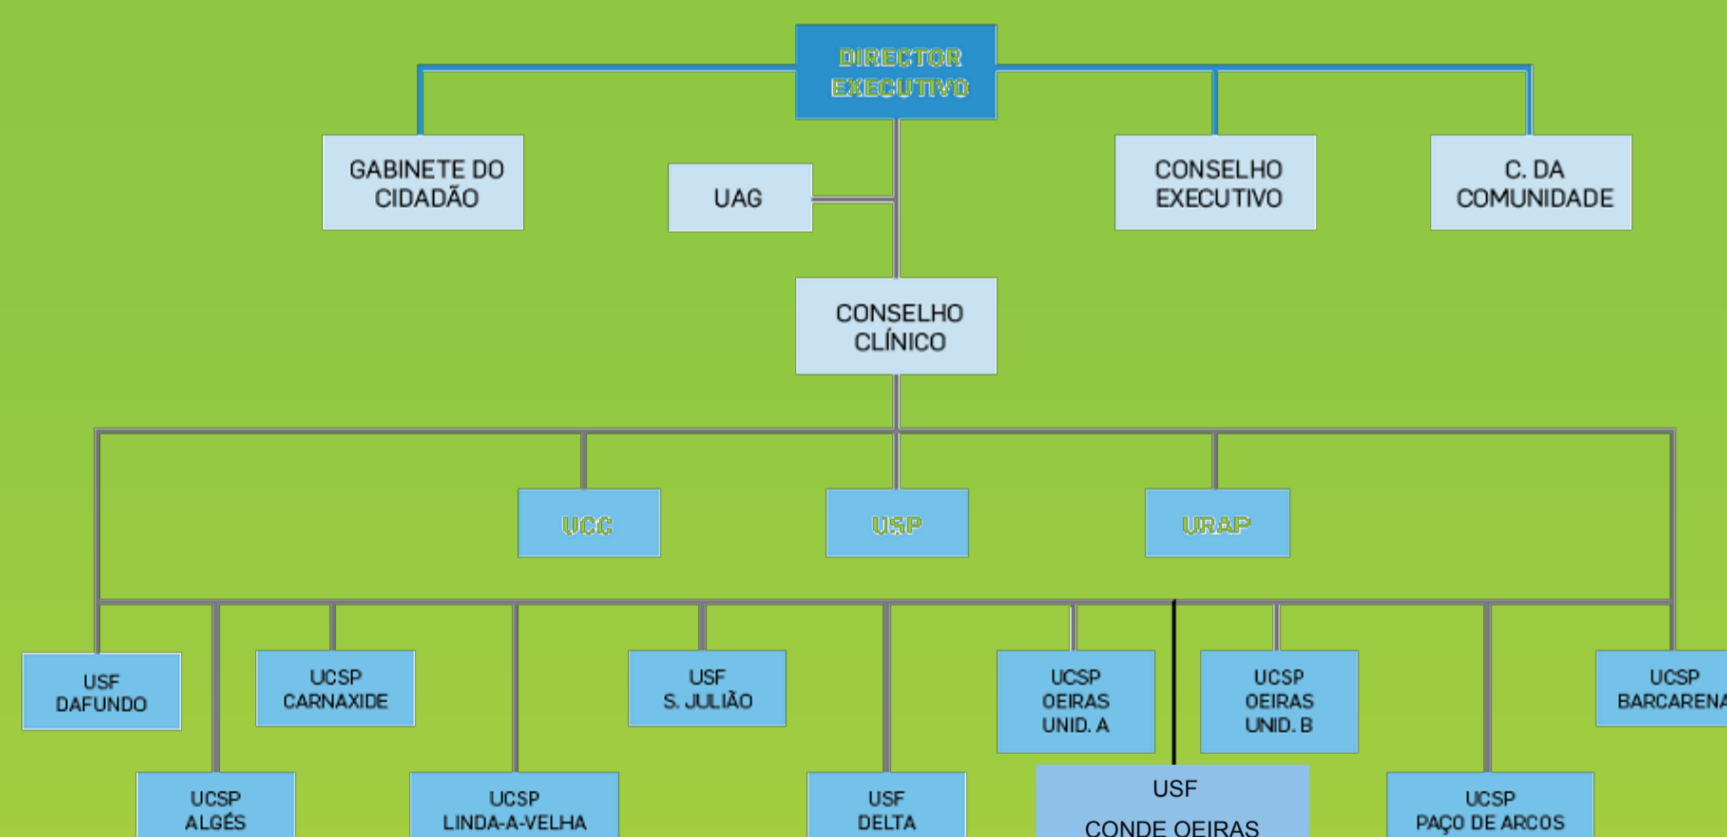 DIRECTOR
EXECUTIVO
GABINETE DO
CIDADÃO
UAG
CONSELHO
EXECUTIVO
C. DA
COMUNIDADE
CONSELHO
CLÍNICO
UCC
USP
URAP
USF
DAFUNDO
UCSP
CARNAXIDE
USF
S. JULIÃO
UCSP
OEIRAS
UNID. A
UCSP
OEIRAS
UNID. B
UCSP
BARCARENA
UCSP
ALGÉS
UCSP
LINDA-A-VELHA
USF
DELTA
USF
CONDE OEIRAS
UCSP
PAÇO DE ARCOS